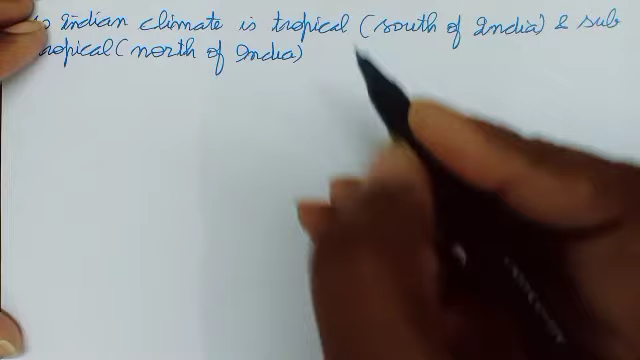 Indian climate is tropical (south of India) & sub
tropical (north of India)